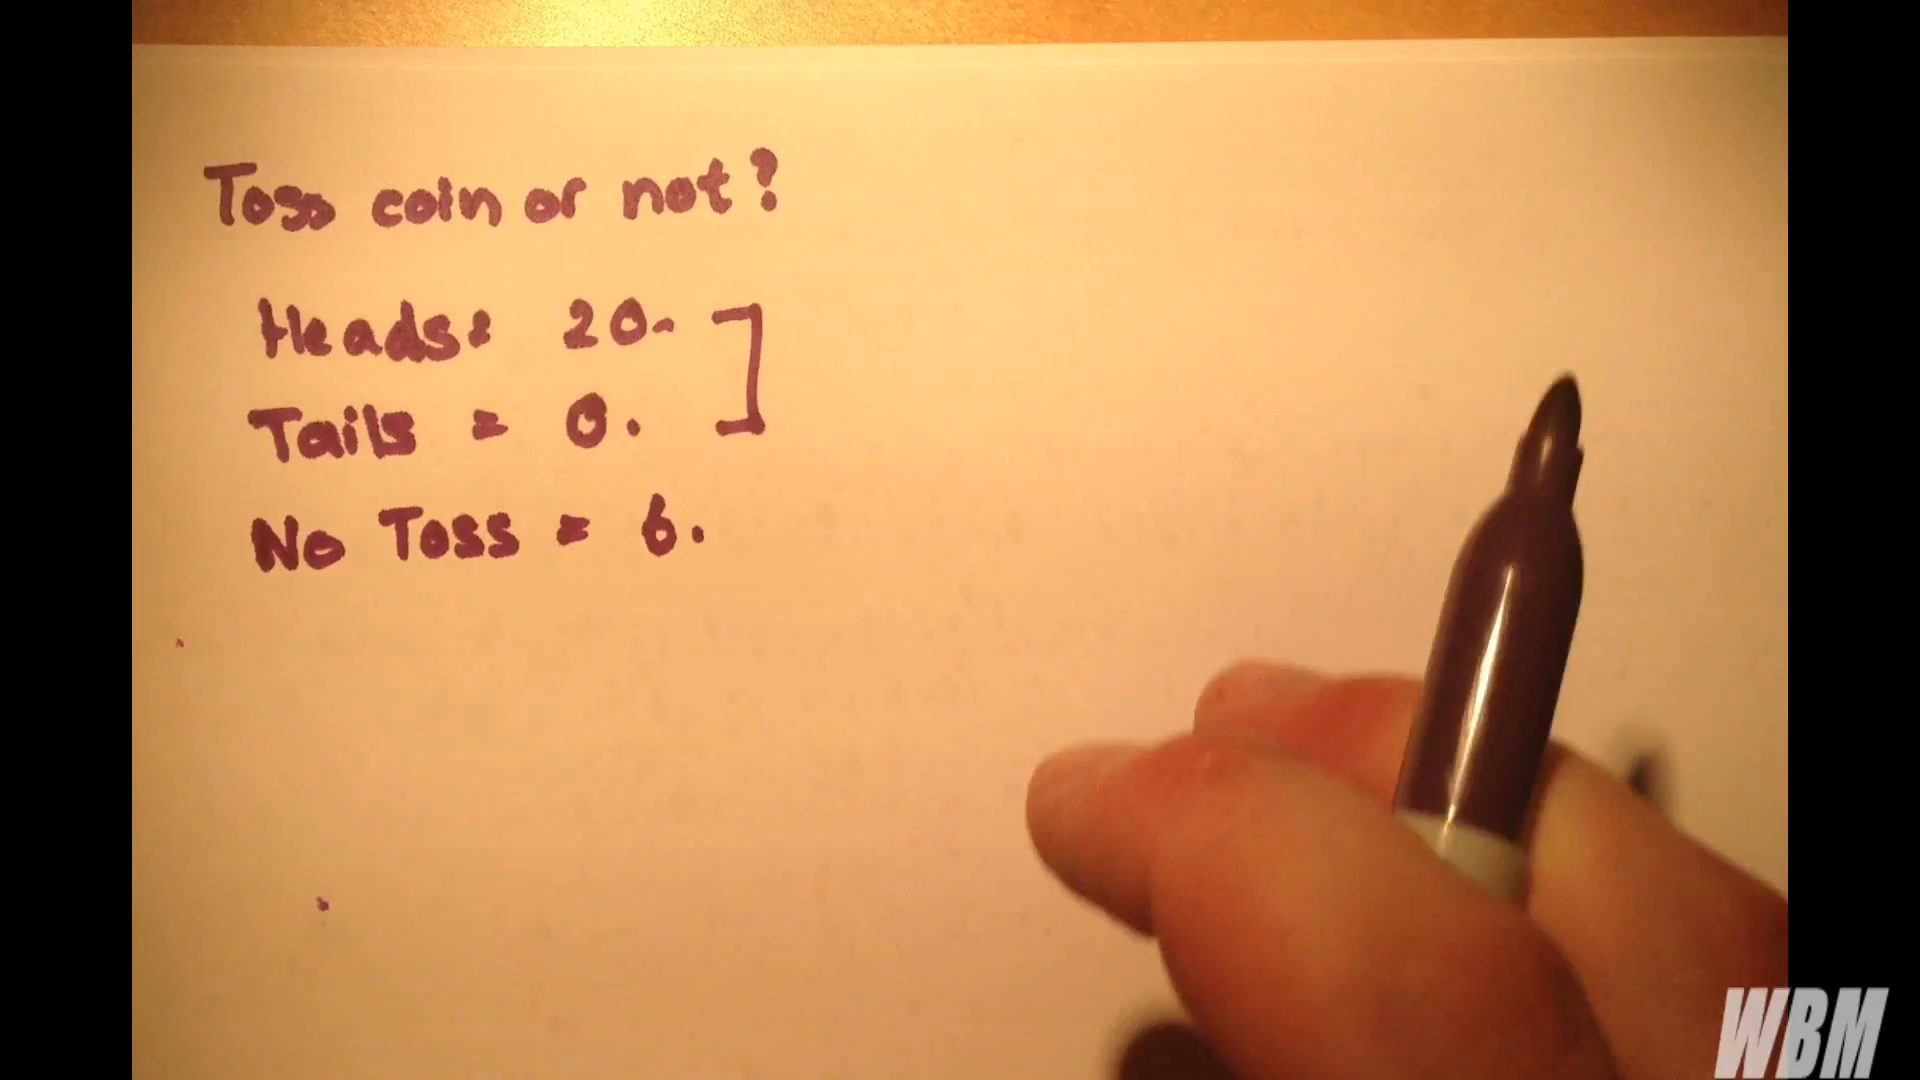 Toss coin or not?
Heads = 20.
Tails = 0.
No Toss = 6.
WBM